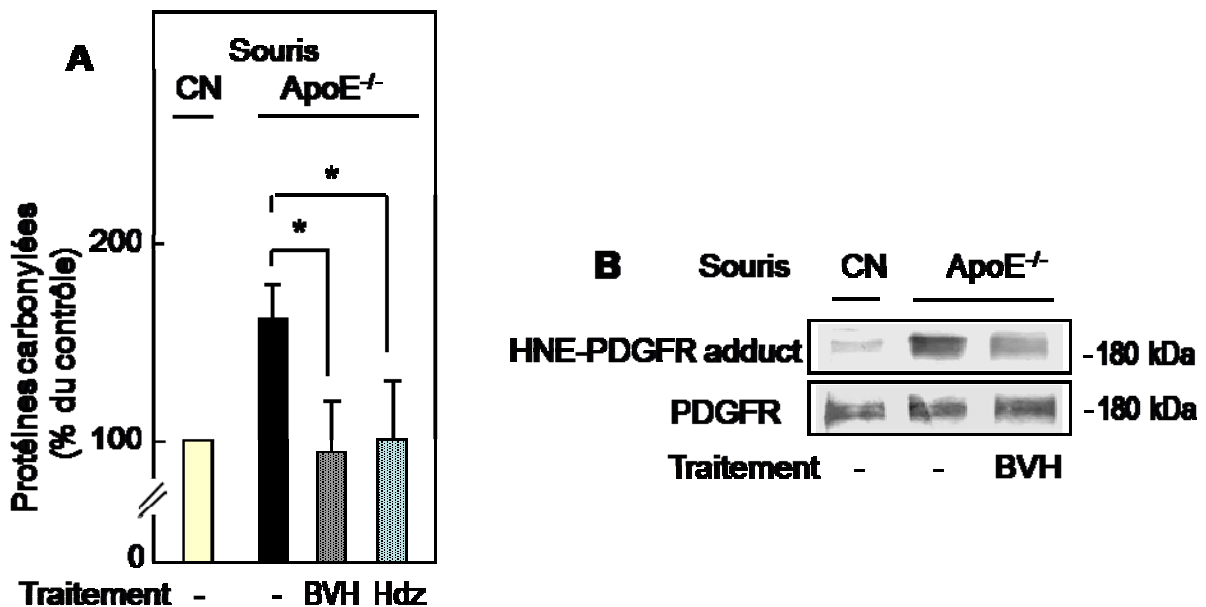 A
Souris
CN ApoE-/-
*
*
Protéines carbonylées
(% du contrôle)
200
100
0
Traitement - - BVH Hdz
B Souris CN ApoE-/-
HNE-PDGFR adduct -180 kDa
PDGFR -180 kDa
Traitement - - BVH